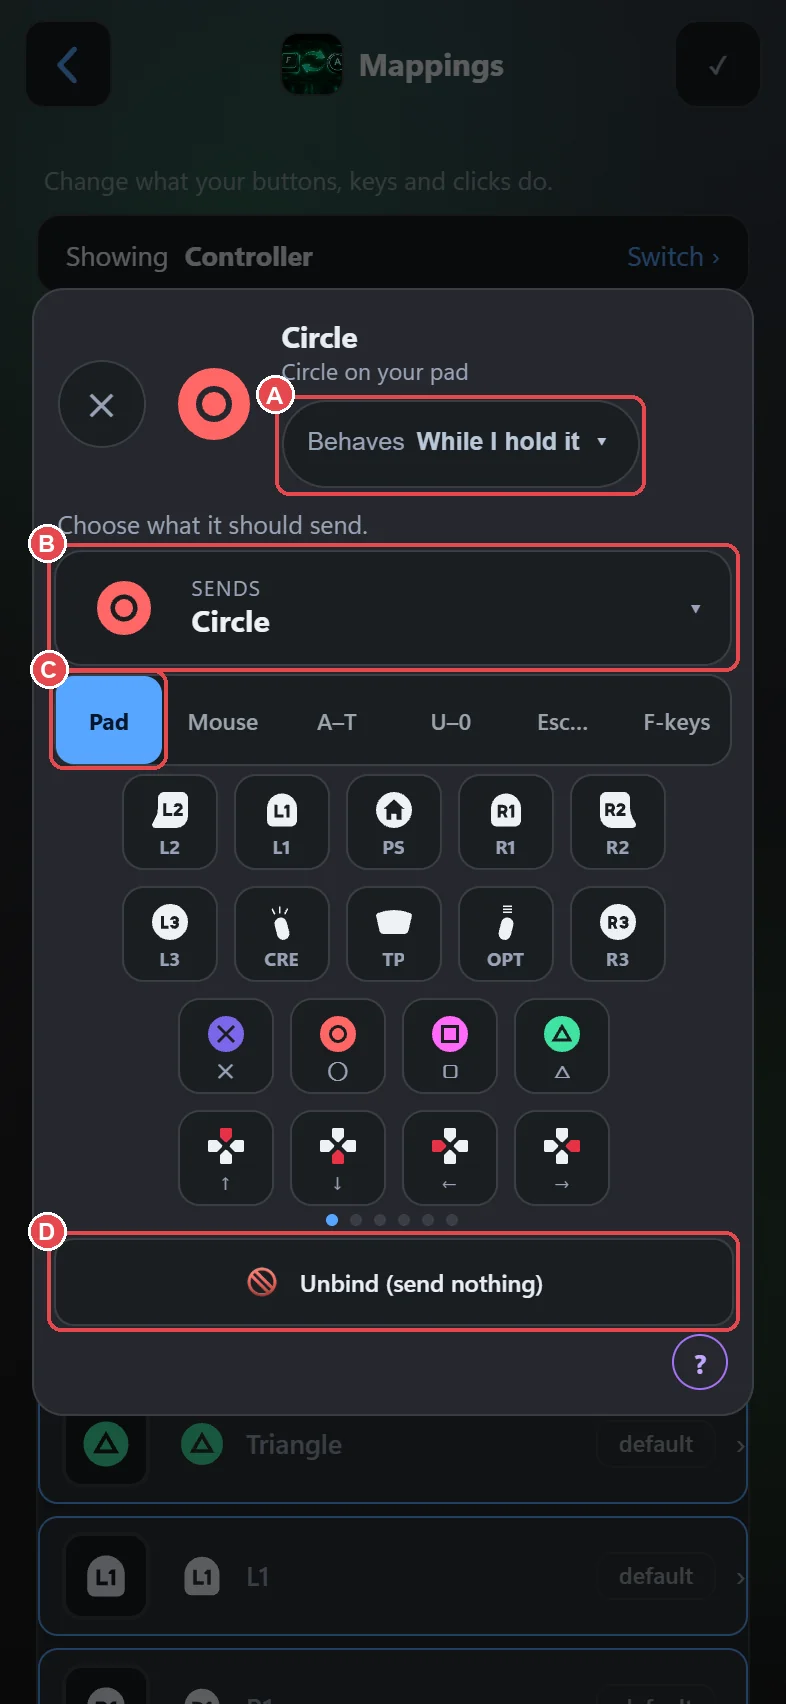 Mappings
✓
Change what your buttons, keys and clicks do.
Showing Controller
Switch ›
Circle
Circle on your pad
A
Behaves While I hold it ▼
Choose what it should send.
B
SENDS
Circle
▼
C
Pad
Mouse
A–T
U–0
Esc...
F-keys
L2 L1 R1 R2
L2 L1 PS R1 R2
L3 R3
L3 CRE TP OPT R3
✕ ◯ ▢ △
↑ ↓ ← →
D
Unbind (send nothing)
?
Triangle
default ›
L1 L1 L1
default ›
R1